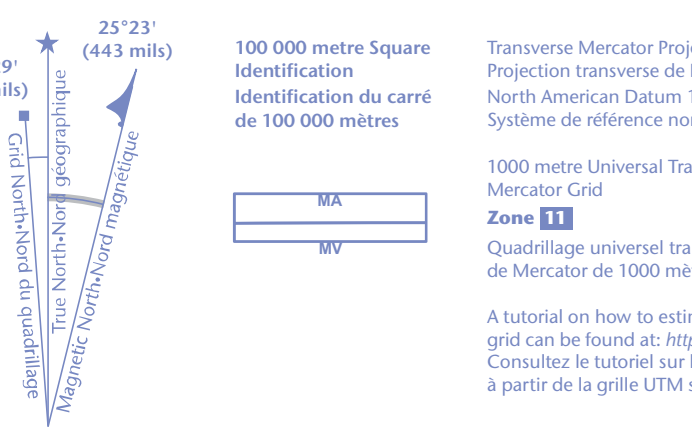 25°23'
(443 mils)
9'
ils)
Grid North•Nord du quadrillage
True North•Nord géographique
Magnetic North•Nord magnétique
100 000 metre Square
Identification
Identification du carré
de 100 000 mètres
MA
MV
Transverse Mercator Proje
Projection transverse de
North American Datum 1
Système de référence nor
1000 metre Universal Tra
Mercator Grid
Zone 11
Quadrillage universel tra
de Mercator de 1000 mèt
A tutorial on how to estim
grid can be found at: http
Consultez le tutoriel sur l
à partir de la grille UTM s